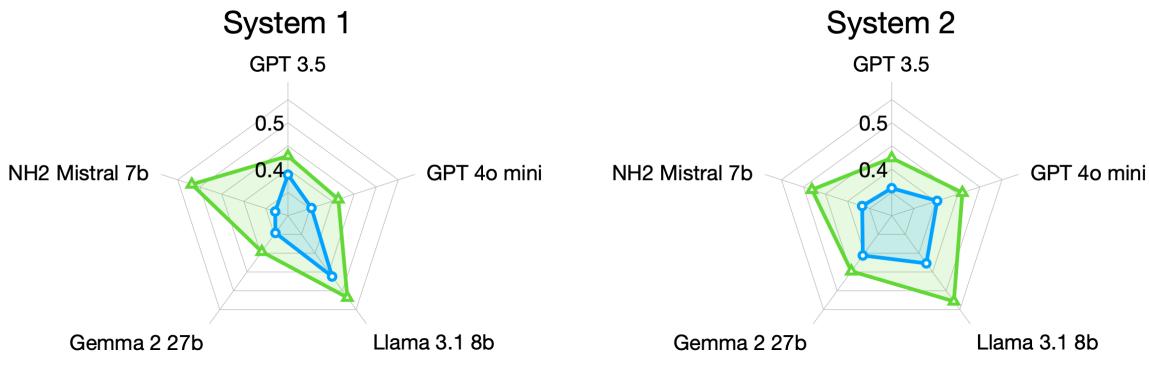 System 1
GPT 3.5
0.5
0.4
NH2 Mistral 7b
GPT 4o mini
Gemma 2 27b
Llama 3.1 8b
System 2
GPT 3.5
0.5
0.4
NH2 Mistral 7b
GPT 4o mini
Gemma 2 27b
Llama 3.1 8b